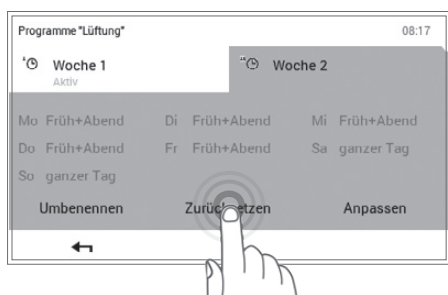 Programme "Lüftung" 08:17
Woche 1 Woche 2
Aktiv
Mo Früh+Abend Di Früh+Abend Mi Früh+Abend
Do Früh+Abend Fr Früh+Abend Sa ganzer Tag
So ganzer Tag
Umbenennen Zurücksetzen Anpassen